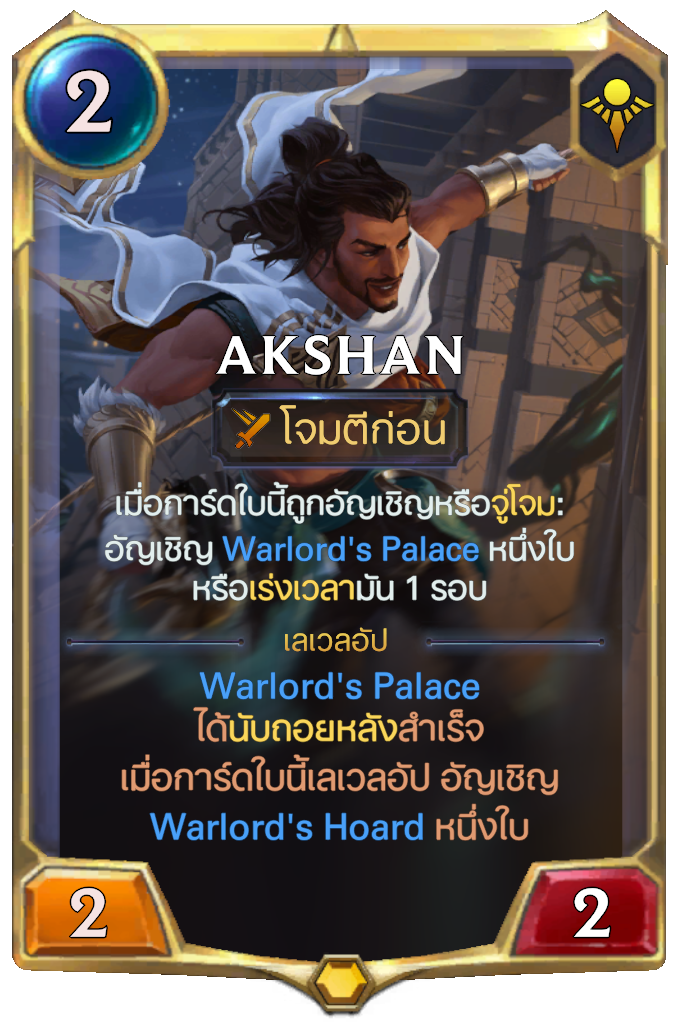 2
AKSHAN
โจมตีก่อน
เมื่อการ์ดใบนี้ถูกอัญเชิญหรือจู่โจม:
อัญเชิญ Warlord's Palace หนึ่งใบ
หรือเร่งเวลามัน 1 รอบ
เลเวลอัป
Warlord's Palace
ได้นับถอยหลังสำเร็จ
เมื่อการ์ดใบนี้เลเวลอัป อัญเชิญ
Warlord's Hoard หนึ่งใบ
2
2